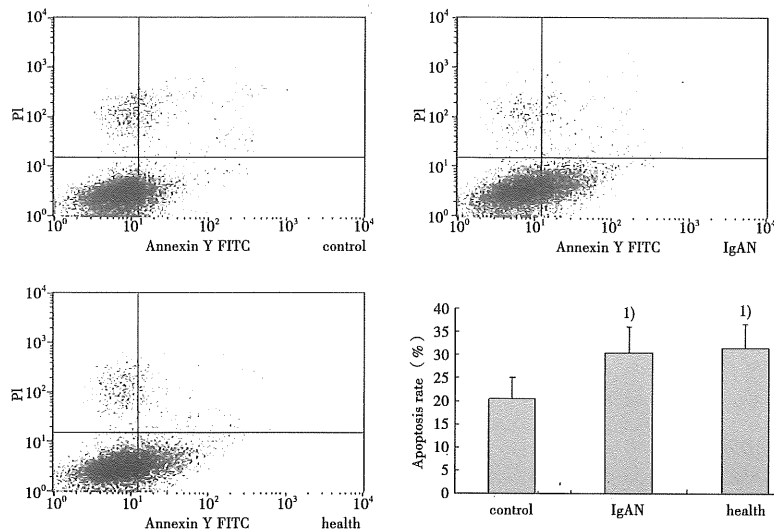 10⁴
10³
PI
10²
10¹
10⁰
10⁰ 10¹ 10² 10³ 10⁴
Annexin Y FITC control
10⁴
10³
PI
10²
10¹
10⁰
10⁰ 10¹ 10² 10³ 10⁴
Annexin Y FITC IgAN
10⁴
10³
PI
10²
10¹
10⁰
10⁰ 10¹ 10² 10³ 10⁴
Annexin Y FITC health
Apoptosis rate (%)
40
35
30
25
20
15
10
5
0
1) 1)
control IgAN health